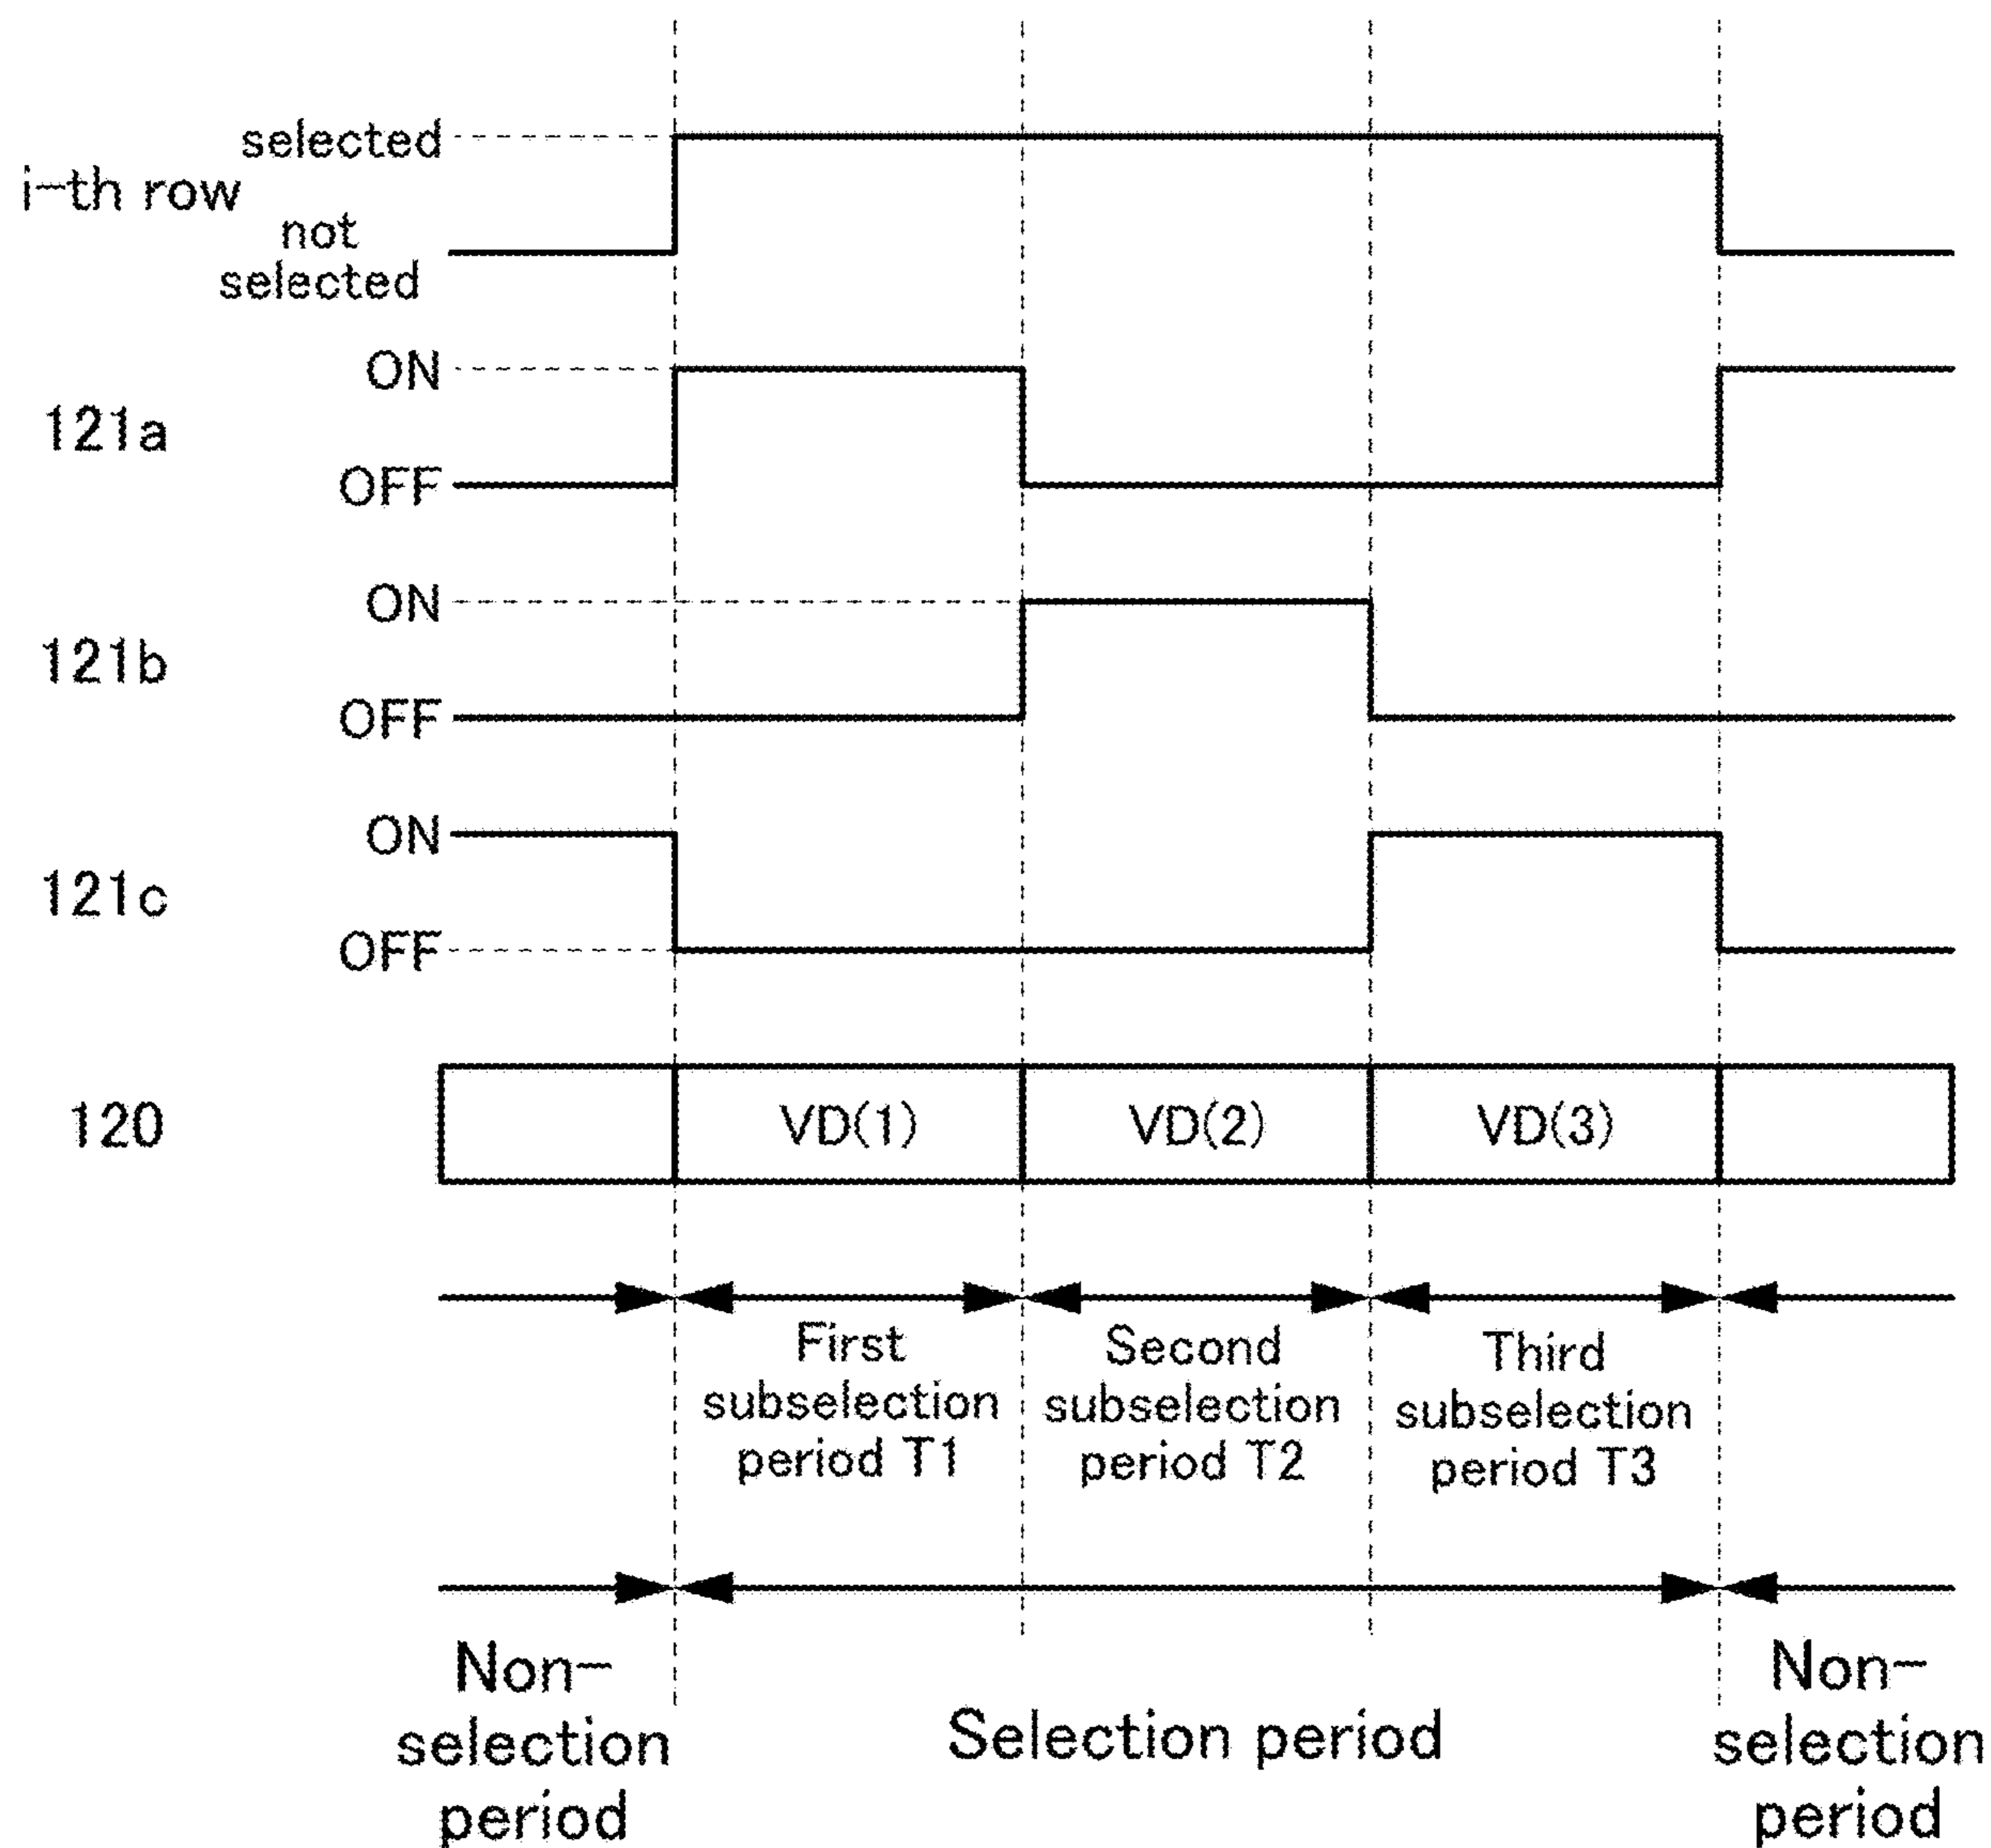 selected
i-th row
not
selected
ON
121a
OFF
ON
121b
OFF
ON
121c
OFF
120
VD(1)
VD(2)
VD(3)
First
subselection
period T1
Second
subselection
period T2
Third
subselection
period T3
Non-
selection
period
Selection period
Non-
selection
period